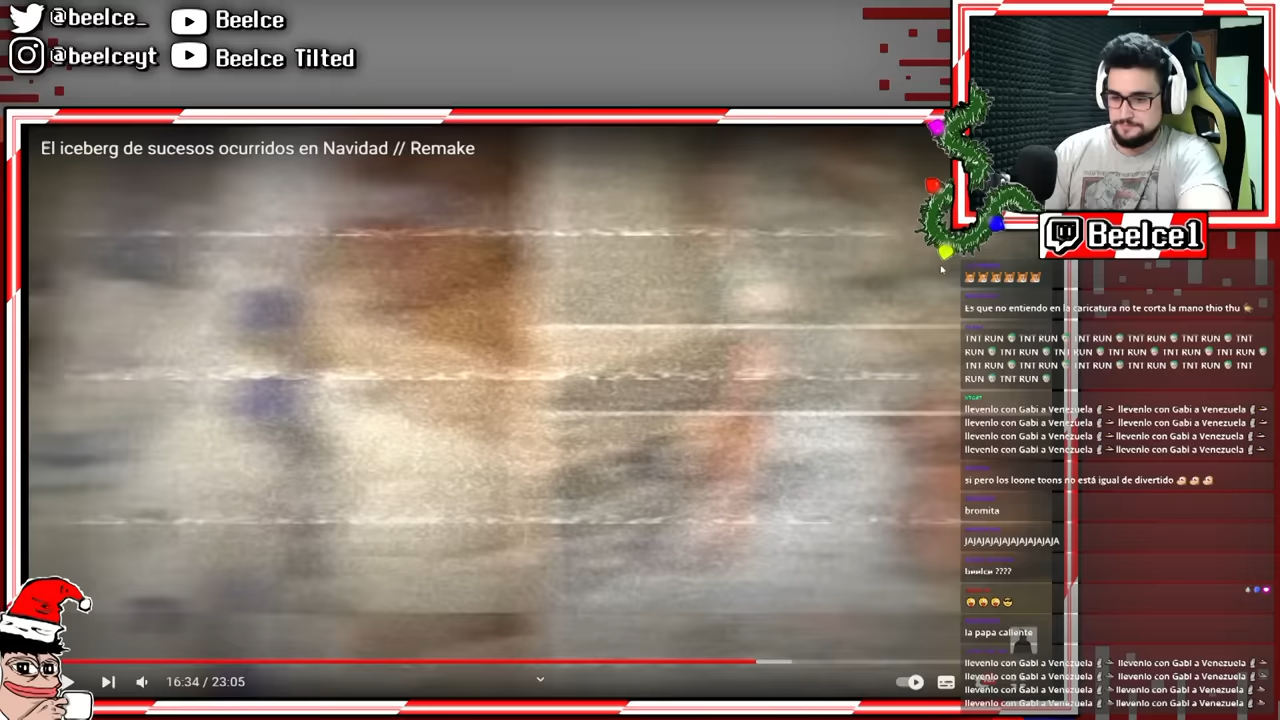 @beelce_
Beelce
@beelceyt
Beelce Tilted
El iceberg de sucesos ocurridos en Navidad // Remake
Beelce1
Es que no entiendo en la caricatura no te corta la mano thio thu
TNT RUN TNT RUN TNT RUN TNT RUN TNT RUN TNT
RUN TNT RUN TNT RUN TNT RUN TNT RUN TNT RUN
TNT RUN TNT RUN TNT RUN TNT RUN TNT RUN TNT
RUN TNT RUN
llevenlo con Gabi a Venezuela llevenlo con Gabi a Venezuela
llevenlo con Gabi a Venezuela llevenlo con Gabi a Venezuela
llevenlo con Gabi a Venezuela llevenlo con Gabi a Venezuela
llevenlo con Gabi a Venezuela llevenlo con Gabi a Venezuela
si pero los loone toons no está igual de divertido
bromita
JAJAJAJAJAJAJAJAJAJA
beelce ????
la papa caliente
llevenlo con Gabi a Venezuela llevenlo con Gabi a Venezuela
llevenlo con Gabi a Venezuela llevenlo con Gabi a Venezuela
llevenlo con Gabi a Venezuela llevenlo con Gabi a Venezuela
llevenlo con Gabi a Venezuela llevenlo con Gabi a Venezuela
16:34 / 23:05